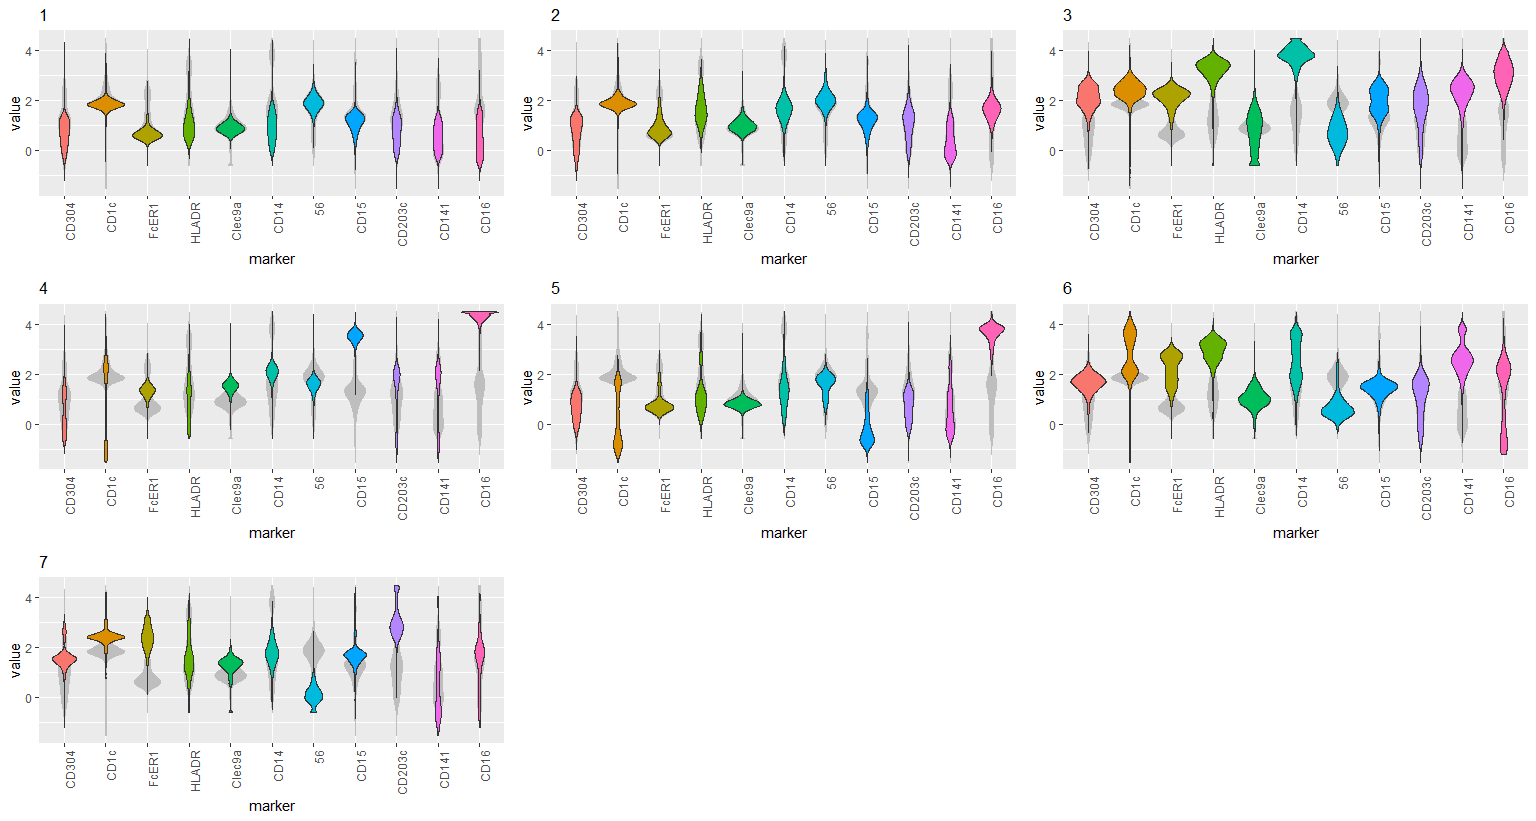 1
value
4
2
0
CD304
CD1c
FcER1
HLADR
Clec9a
CD14
56
CD15
CD203c
CD141
CD16
marker
2
value
4
2
0
CD304
CD1c
FcER1
HLADR
Clec9a
CD14
56
CD15
CD203c
CD141
CD16
marker
3
value
4
2
0
CD304
CD1c
FcER1
HLADR
Clec9a
CD14
56
CD15
CD203c
CD141
CD16
marker
4
value
4
2
0
CD304
CD1c
FcER1
HLADR
Clec9a
CD14
56
CD15
CD203c
CD141
CD16
marker
5
value
4
2
0
CD304
CD1c
FcER1
HLADR
Clec9a
CD14
56
CD15
CD203c
CD141
CD16
marker
6
value
4
2
0
CD304
CD1c
FcER1
HLADR
Clec9a
CD14
56
CD15
CD203c
CD141
CD16
marker
7
value
4
2
0
CD304
CD1c
FcER1
HLADR
Clec9a
CD14
56
CD15
CD203c
CD141
CD16
marker